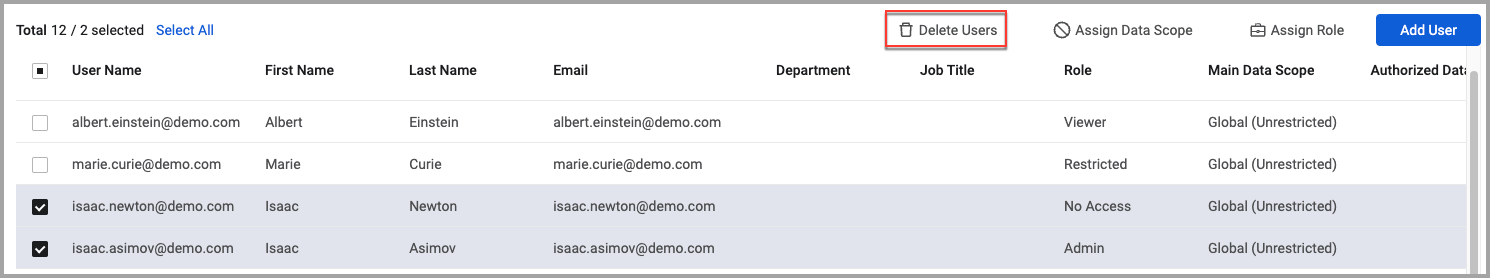 Total 12 / 2 selected Select All Delete Users Assign Data Scope Assign Role Add User
User Name First Name Last Name Email Department Job Title Role Main Data Scope Authorized Data
albert.einstein@demo.com Albert Einstein albert.einstein@demo.com Viewer Global (Unrestricted)
marie.curie@demo.com Marie Curie marie.curie@demo.com Restricted Global (Unrestricted)
isaac.newton@demo.com Isaac Newton isaac.newton@demo.com No Access Global (Unrestricted)
isaac.asimov@demo.com Isaac Asimov isaac.asimov@demo.com Admin Global (Unrestricted)